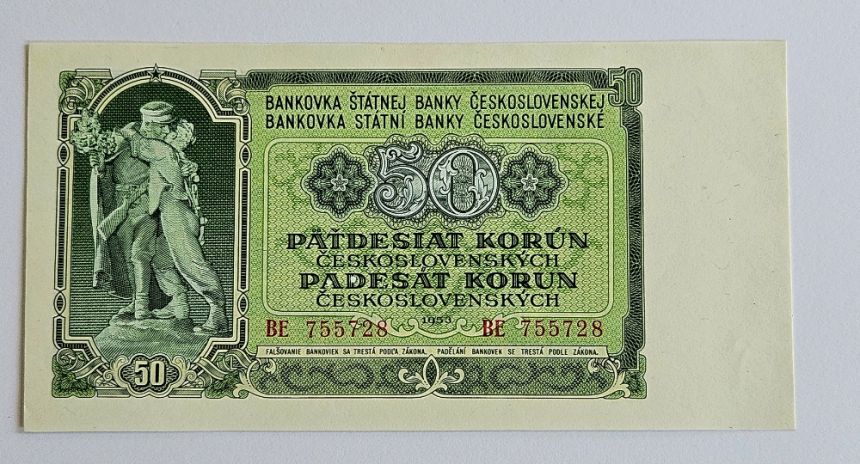 50
BANKOVKA ŠTÁTNEJ BANKY ČESKOSLOVENSKEJ
BANKOVKA STÁTNÍ BANKY ČESKOSLOVENSKÉ
50
PÄŤDESIAT KORÚN
ČESKOSLOVENSKÝCH
PADESÁT KORUN
ČESKOSLOVENSKÝCH
1953
BE 755728 BE 755728
FALŠOVANIE BANKOVIEK SA TRESTÁ PODĽA ZÁKONA. PADĚLÁNÍ BANKOVEK SE TRESTÁ PODLE ZÁKONA.
50